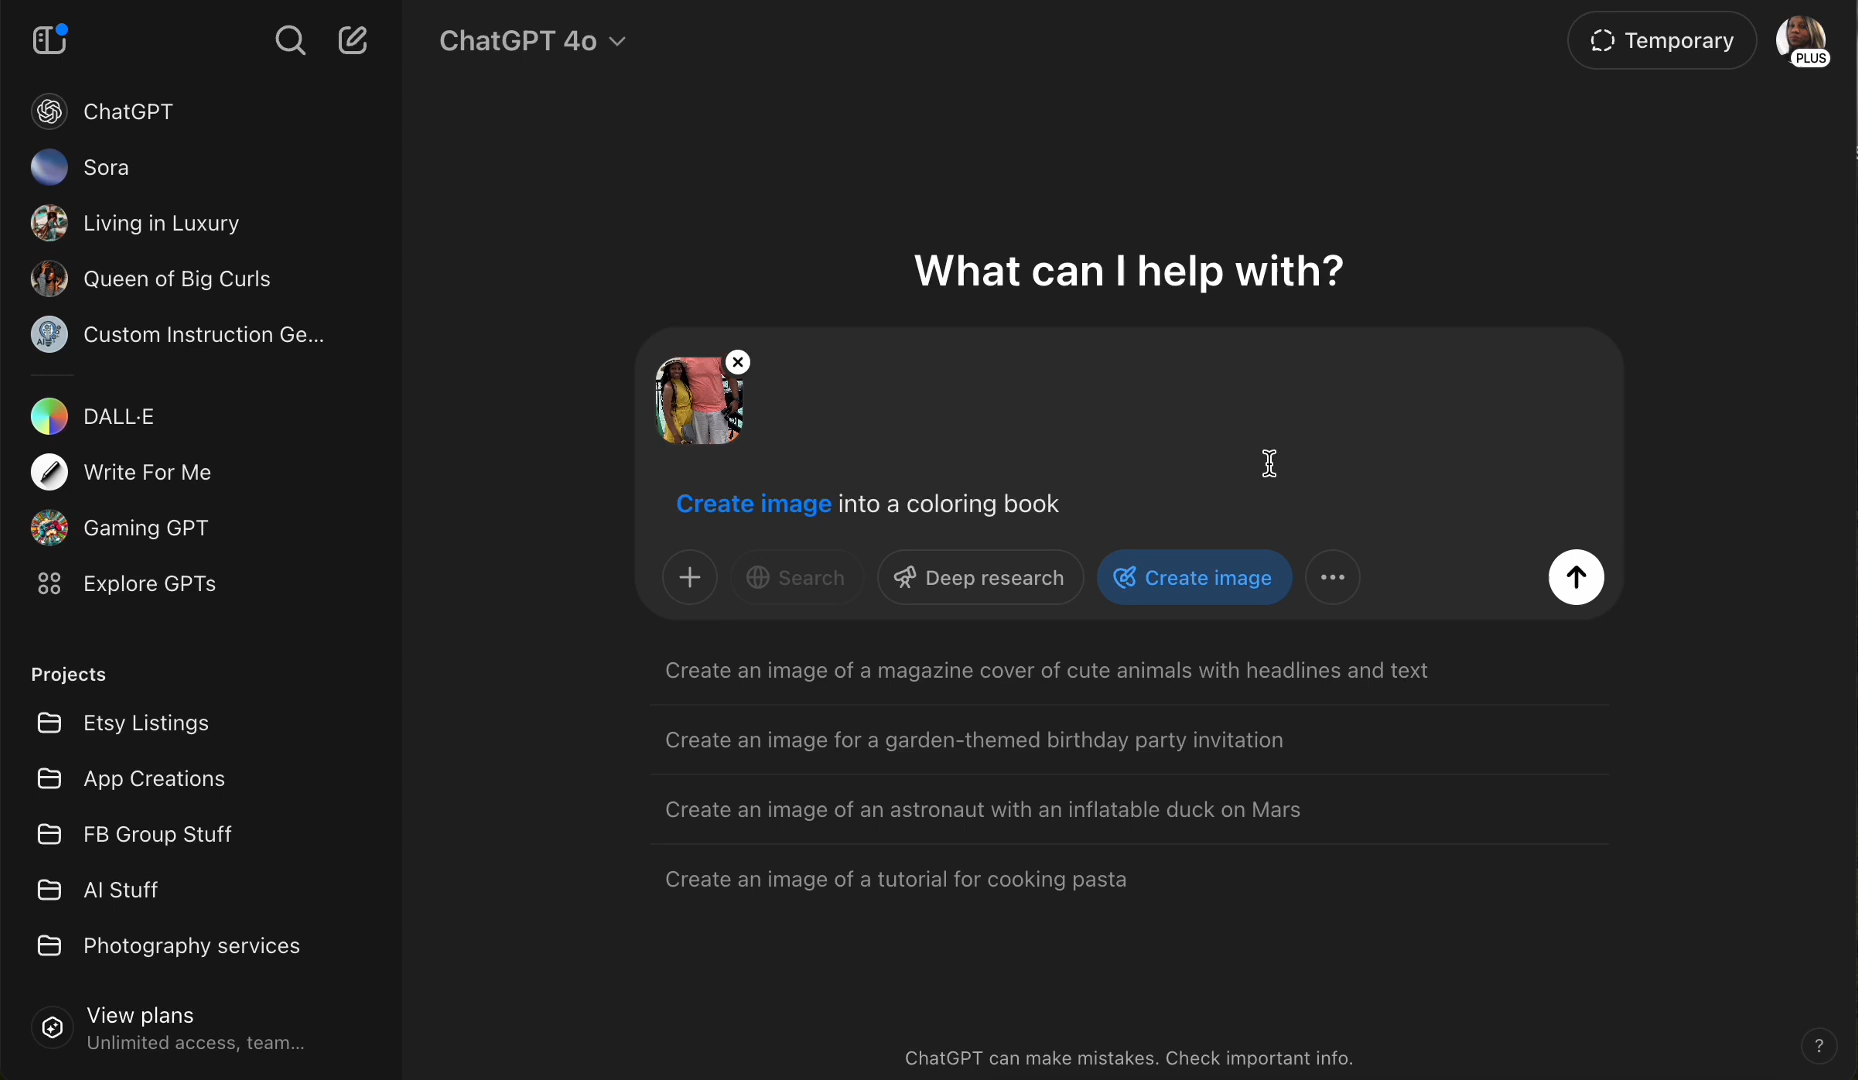 ChatGPT 4o
Temporary
PLUS
ChatGPT
Sora
Living in Luxury
Queen of Big Curls
Custom Instruction Ge...
DALL·E
Write For Me
Gaming GPT
Explore GPTs
Projects
Etsy Listings
App Creations
FB Group Stuff
AI Stuff
Photography services
View plans
Unlimited access, team...
What can I help with?
Create image into a coloring book
Search
Deep research
Create image
Create an image of a magazine cover of cute animals with headlines and text
Create an image for a garden-themed birthday party invitation
Create an image of an astronaut with an inflatable duck on Mars
Create an image of a tutorial for cooking pasta
ChatGPT can make mistakes. Check important info.
?